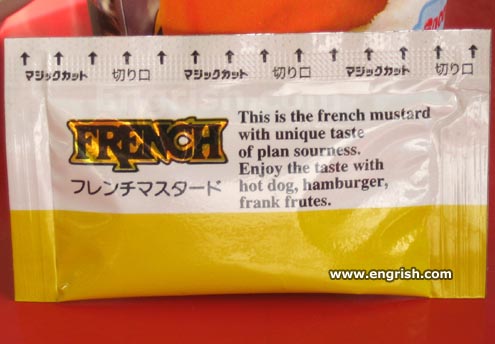 マジックカット 切り口 マジックカット 切り口 マジックカット 切り口
FRENCH
フレンチマスタード
This is the french mustard
with unique taste
of plan sourness.
Enjoy the taste with
hot dog, hamburger,
frank frutes.
www.engrish.com